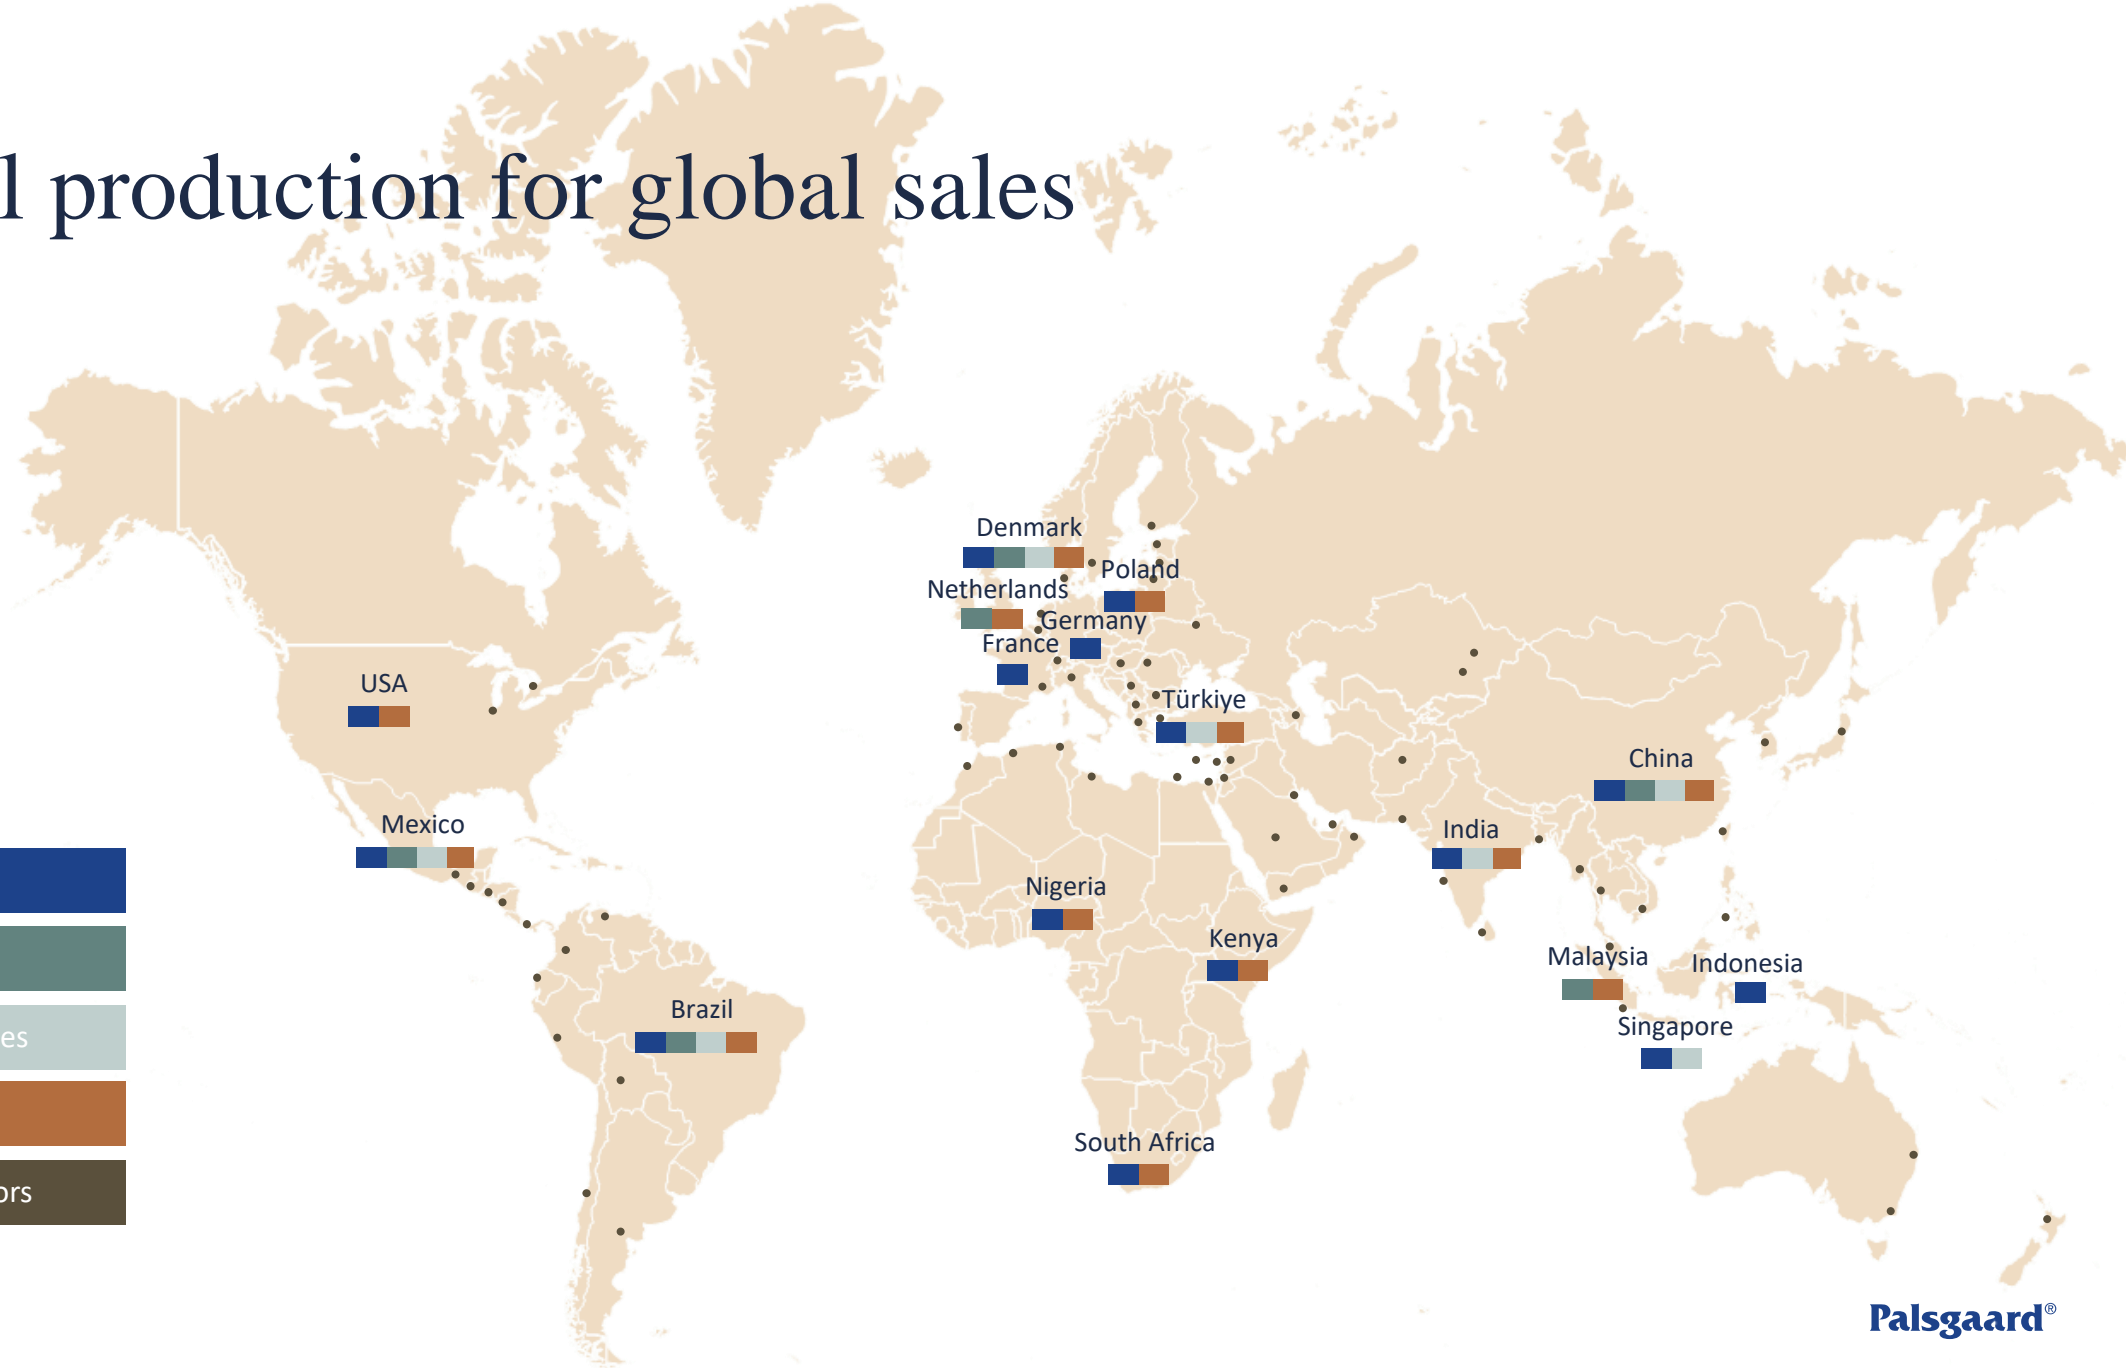 l production for global sales
Denmark
Poland
Netherlands
Germany
France
USA
Türkiye
China
Mexico
India
Nigeria
Kenya
Malaysia
Indonesia
Brazil
Singapore
es
South Africa
ors
Palsgaard®